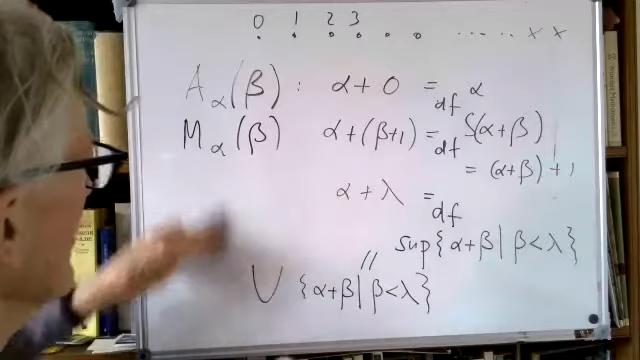 0 1 2 3
. . . . . . ..... x x
A_α(β) : α + 0 =_df α
M_α(β) α+(β+1) =_df S(α+β)
= (α+β)+1
α + λ =_df
sup{α+β | β<λ}
//
∪ {α+β | β<λ}